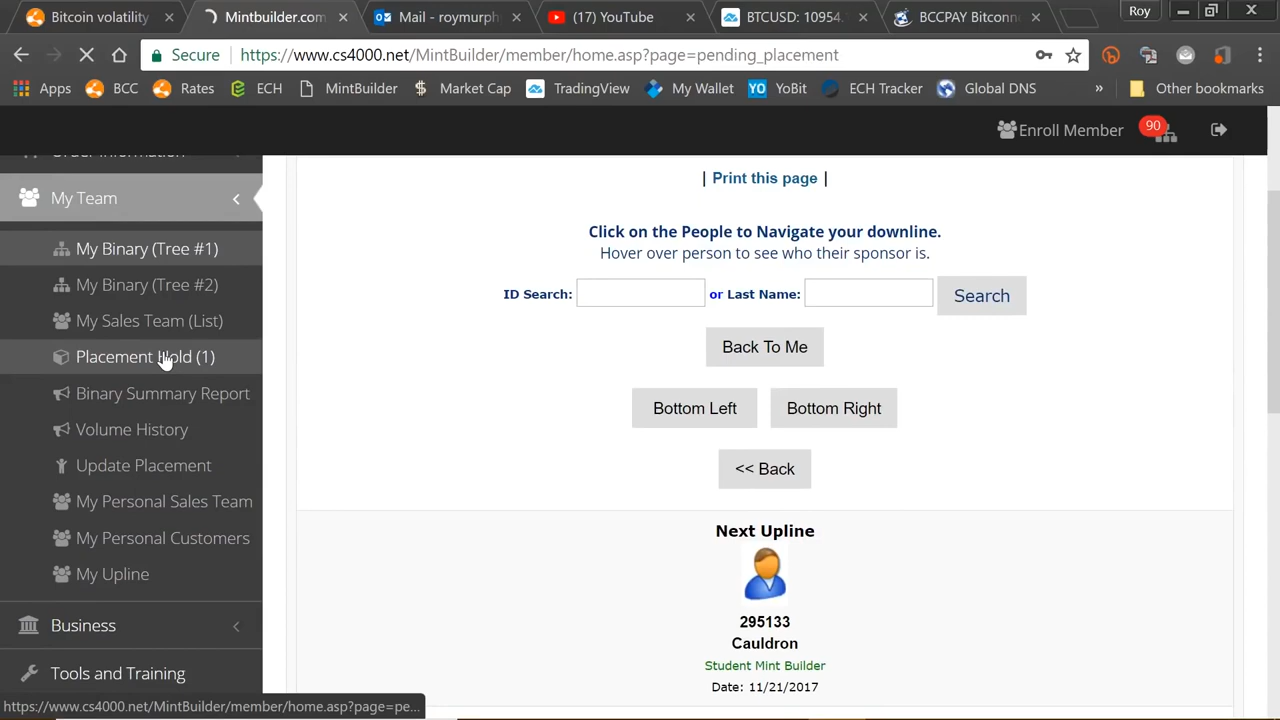 Bitcoin volatility
Mintbuilder.com
Mail - roymurph
(17) YouTube
BTCUSD: 10954.
BCCPAY Bitconn
Roy
Secure
https://www.cs4000.net/MintBuilder/member/home.asp?page=pending_placement
Apps
BCC
Rates
ECH
MintBuilder
Market Cap
TradingView
My Wallet
YO
YoBit
ECH Tracker
Global DNS
»
Other bookmarks
Enroll Member
90
Order Information
My Team
My Binary (Tree #1)
My Binary (Tree #2)
My Sales Team (List)
Placement Hold (1)
Binary Summary Report
Volume History
Update Placement
My Personal Sales Team
My Personal Customers
My Upline
Business
Tools and Training
https://www.cs4000.net/MintBuilder/member/home.asp?page=pe...
| Print this page |
Click on the People to Navigate your downline.
Hover over person to see who their sponsor is.
ID Search: or Last Name: Search
Back To Me
Bottom Left Bottom Right
<< Back
Next Upline
295133
Cauldron
Student Mint Builder
Date: 11/21/2017